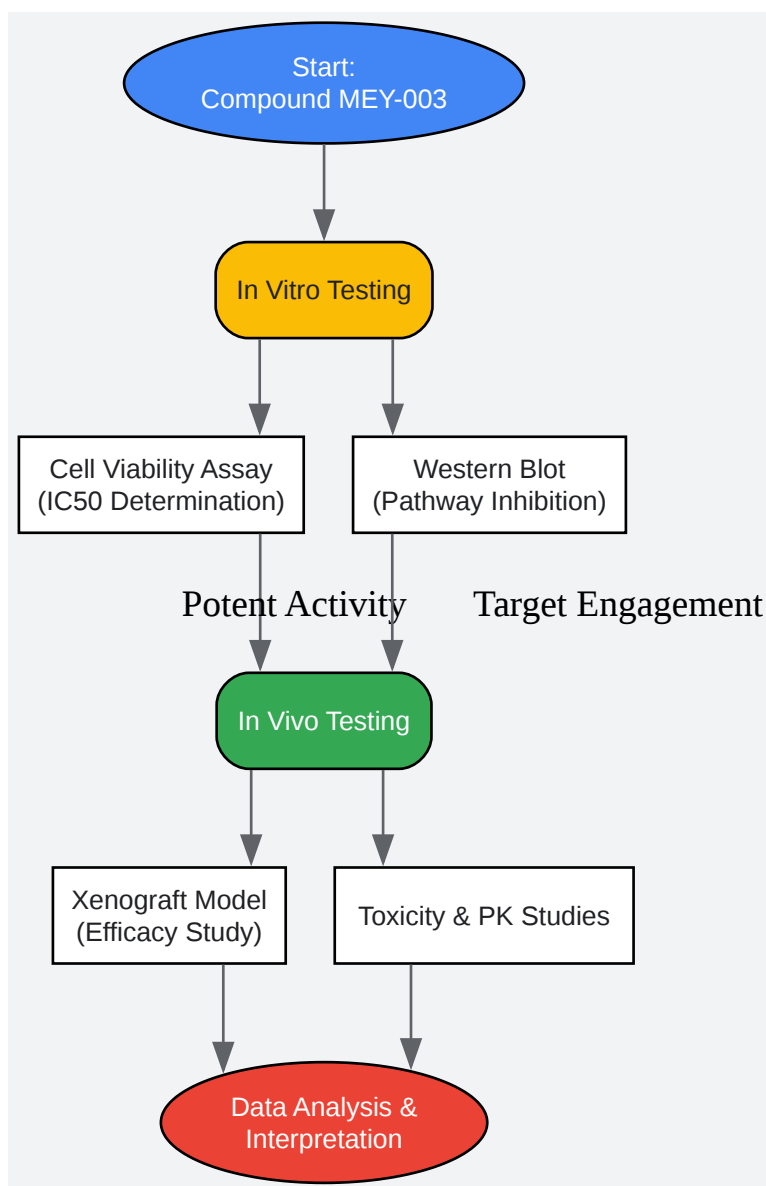 Start:
Compound MEY-003
In Vitro Testing
Cell Viability Assay
(IC50 Determination)
Western Blot
(Pathway Inhibition)
Potent Activity
Target Engagement
In Vivo Testing
Xenograft Model
(Efficacy Study)
Toxicity & PK Studies
Data Analysis &
Interpretation